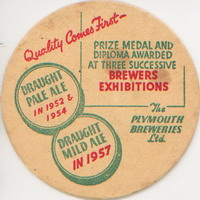 Quality Comes First-
PRIZE MEDAL AND
DIPLOMA AWARDED
AT THREE SUCCESSIVE
BREWERS
EXHIBITIONS
DRAUGHT
PALE ALE
IN 1952 &
1954
DRAUGHT
MILD ALE
IN 1957
The
PLYMOUTH
BREWERIES
Ltd.